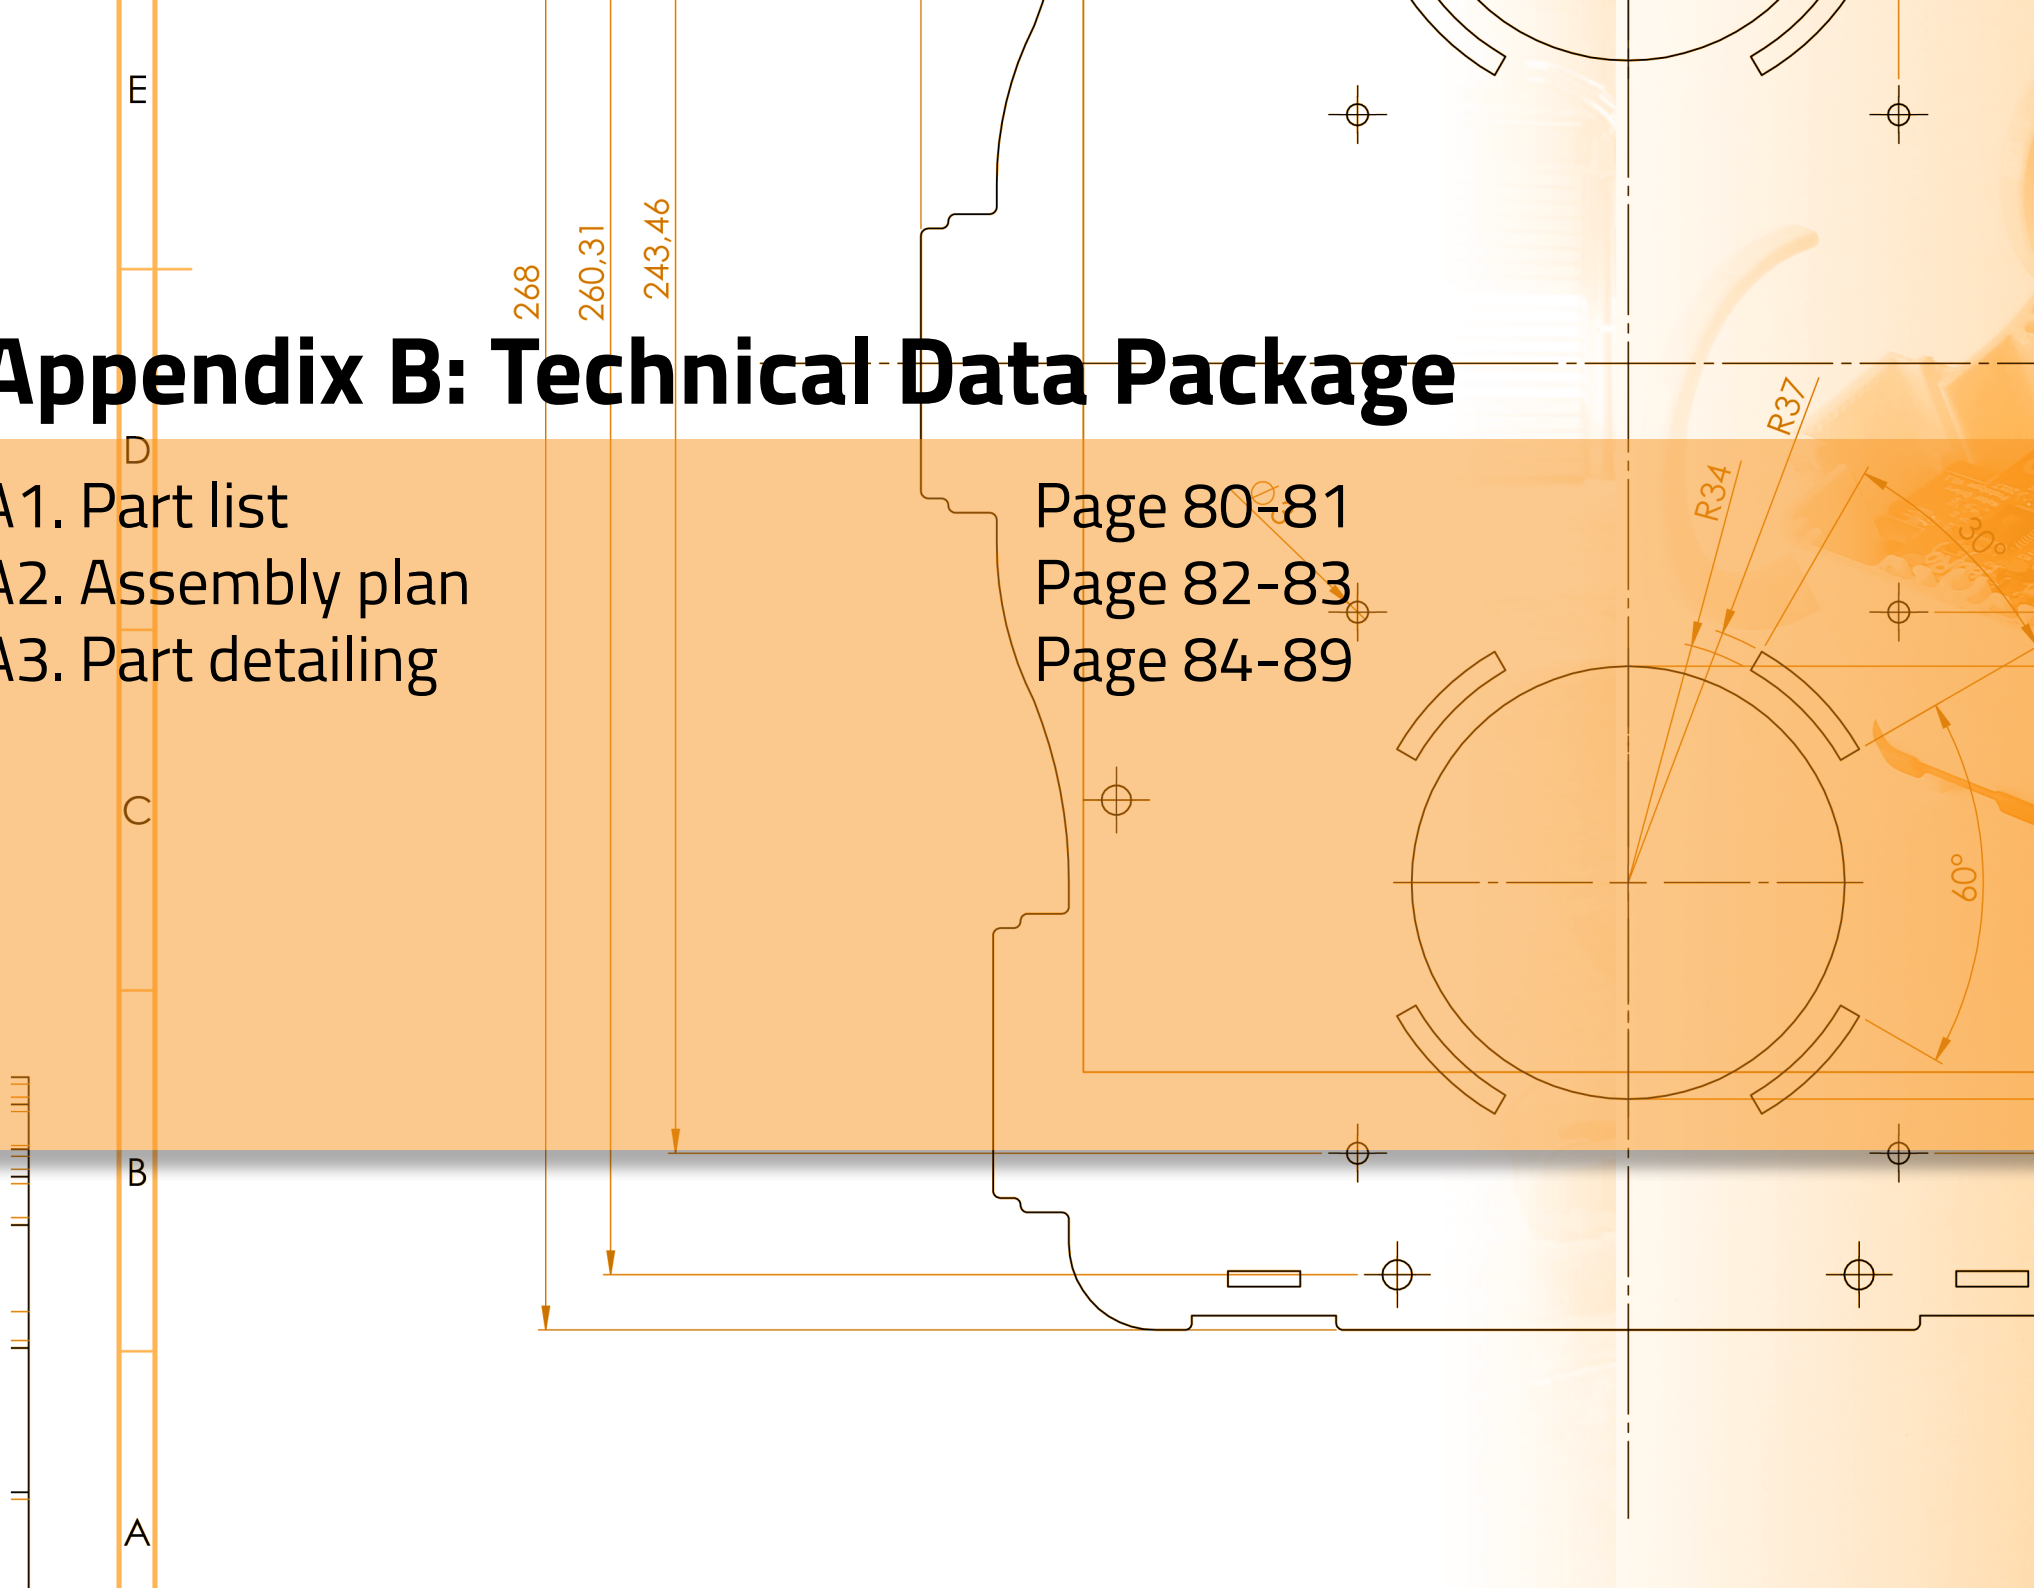 E
268
260,31
243,46
Appendix B: Technical Data Package
R37
D
A1. Part list Page 80-81
R34
30°
A2. Assembly plan Page 82-83
A3. Part detailing Page 84-89
C
60°
B
A